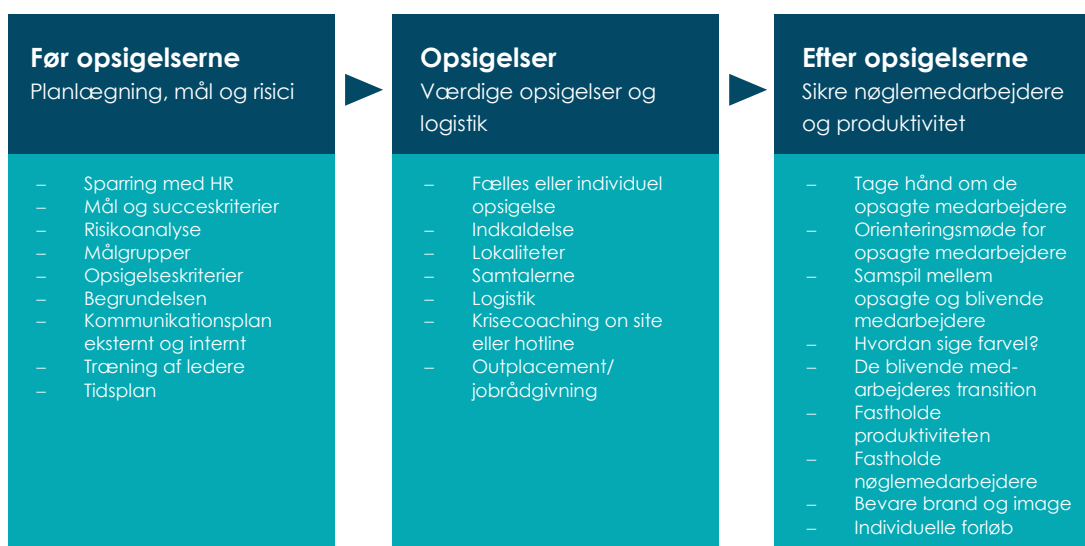 Før opsigelserne
Planlægning, mål og risici
– Sparring med HR
– Mål og succeskriterier
– Risikoanalyse
– Målgrupper
– Opsigelseskriterier
– Begrundelsen
– Kommunikationsplan
eksternt og internt
– Træning af ledere
– Tidsplan
Opsigelser
Værdige opsigelser og
logistik
– Fælles eller individuel
opsigelse
– Indkaldelse
– Lokaliteter
– Samtalerne
– Logistik
– Krisecoaching on site
eller hotline
– Outplacement/
jobrådgivning
Efter opsigelserne
Sikre nøglemedarbejdere
og produktivitet
– Tage hånd om de
opsagte medarbejdere
– Orienteringsmøde for
opsagte medarbejdere
– Samspil mellem
opsagte og blivende
medarbejdere
– Hvordan sige farvel?
– De blivende med-
arbejderes transition
– Fastholde
produktiviteten
– Fastholde
nøglemedarbejdere
– Bevare brand og image
– Individuelle forløb